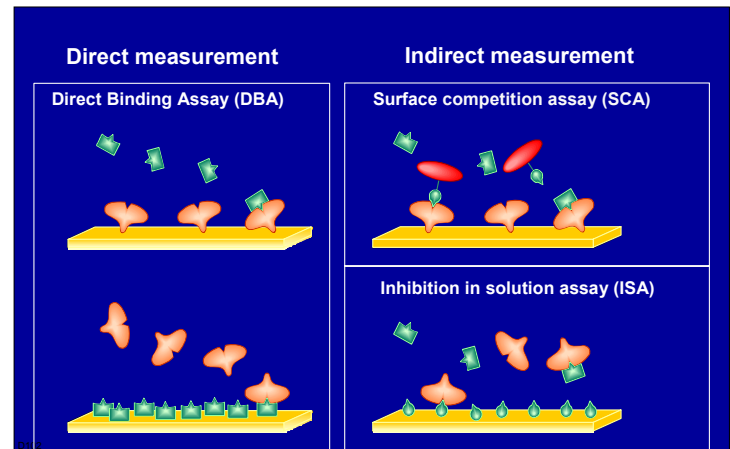 Direct measurement
Indirect measurement
Direct Binding Assay (DBA)
Surface competition assay (SCA)
Inhibition in solution assay (ISA)